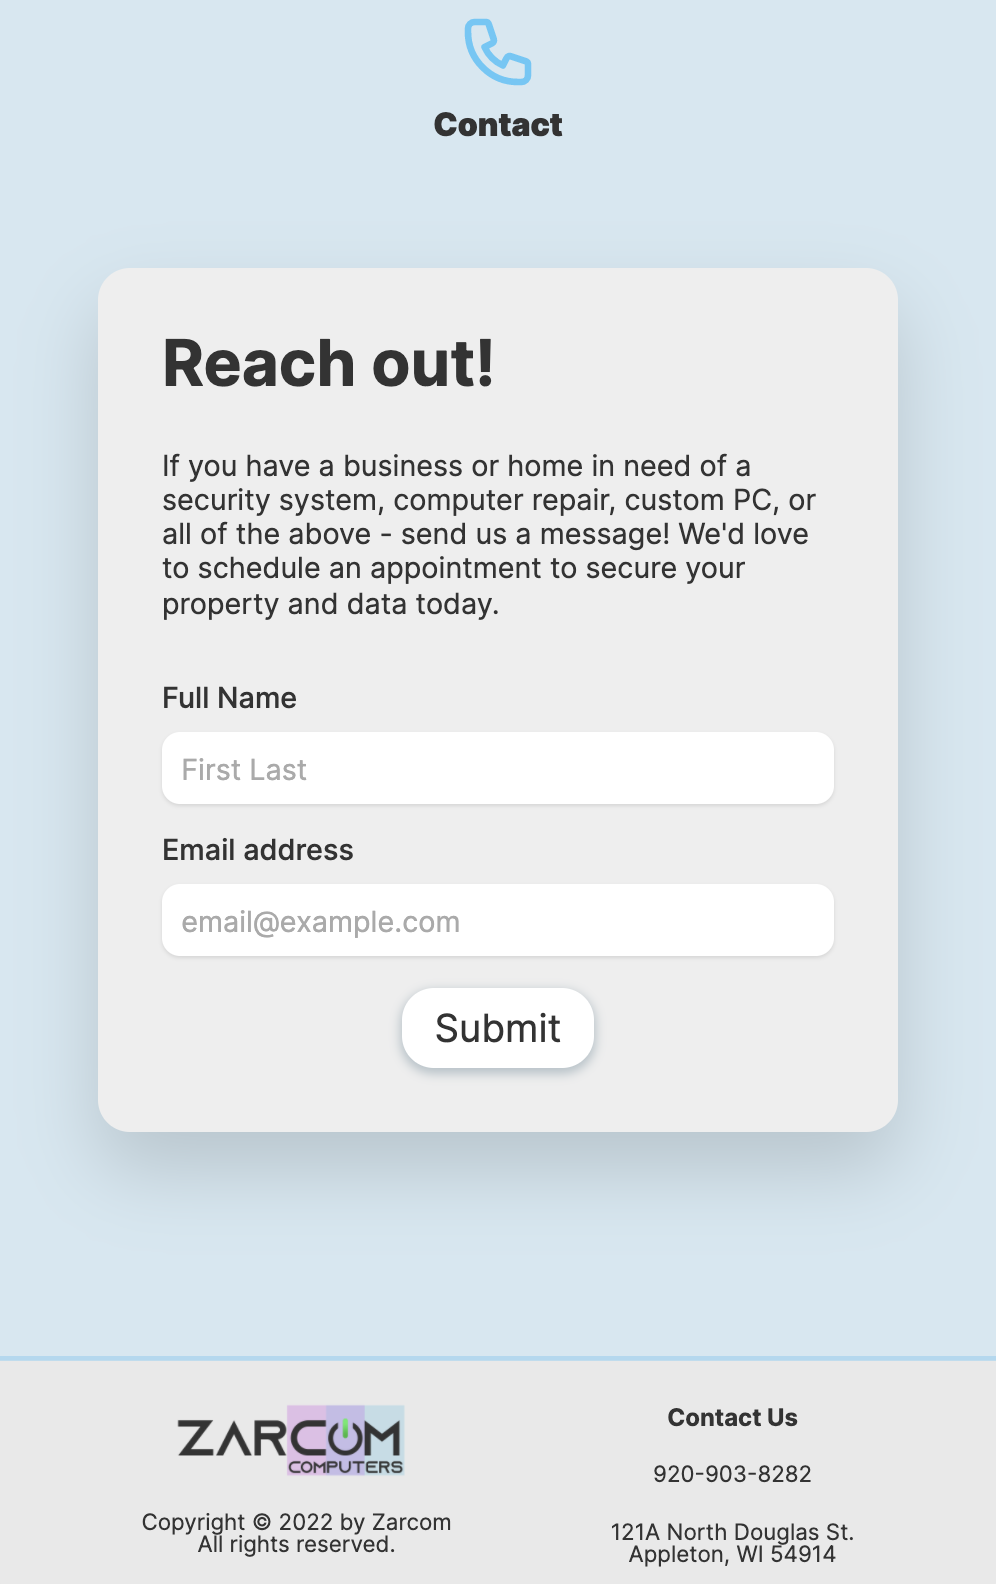 Contact
Reach out!
If you have a business or home in need of a
security system, computer repair, custom PC, or
all of the above - send us a message! We'd love
to schedule an appointment to secure your
property and data today.
Full Name
First Last
Email address
email@example.com
Submit
ZARCOM
COMPUTERS
Copyright © 2022 by Zarcom
All rights reserved.
Contact Us
920-903-8282
121A North Douglas St.
Appleton, WI 54914